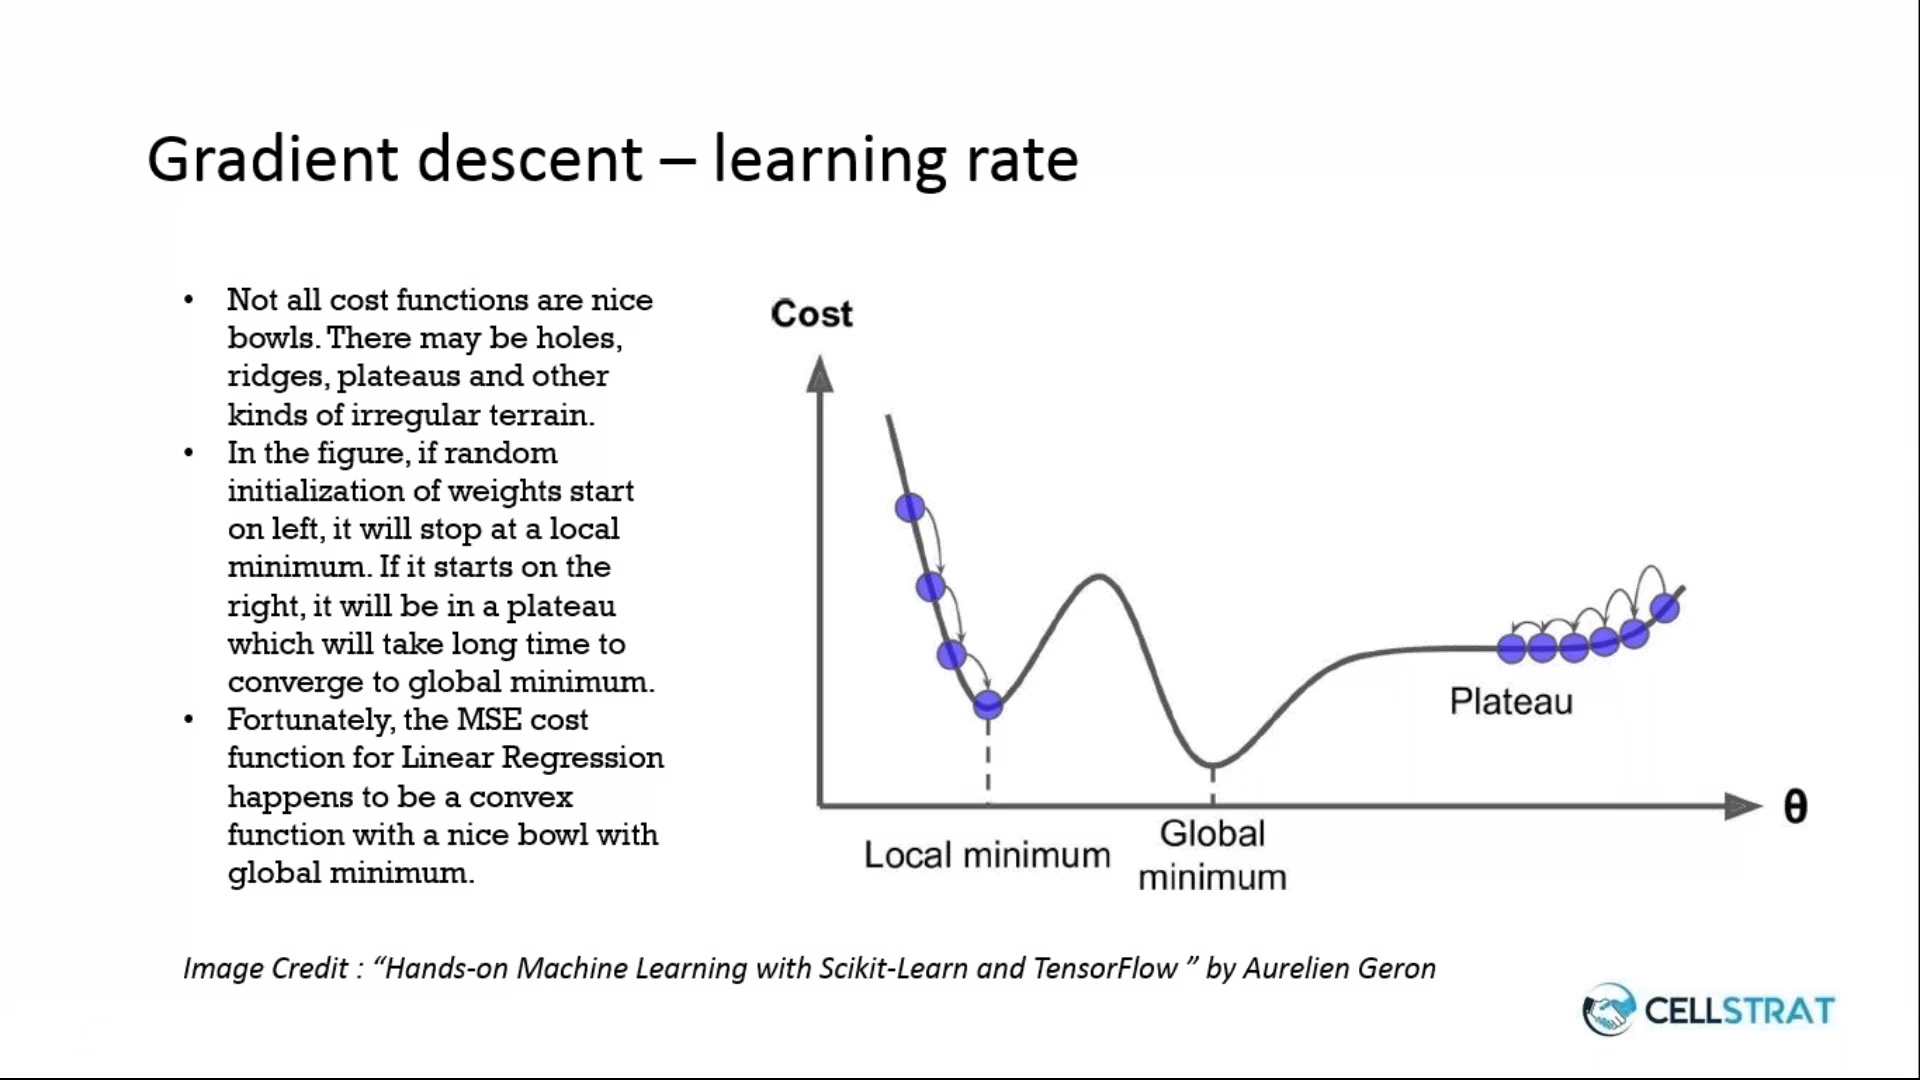 Gradient descent – learning rate
• Not all cost functions are nice
bowls. There may be holes,
ridges, plateaus and other
kinds of irregular terrain.
• In the figure, if random
initialization of weights start
on left, it will stop at a local
minimum. If it starts on the
right, it will be in a plateau
which will take long time to
converge to global minimum.
• Fortunately, the MSE cost
function for Linear Regression
happens to be a convex
function with a nice bowl with
global minimum.
Cost
Plateau
θ
Local minimum
Global
minimum
Image Credit : “Hands-on Machine Learning with Scikit-Learn and TensorFlow ” by Aurelien Geron
CELLSTRAT